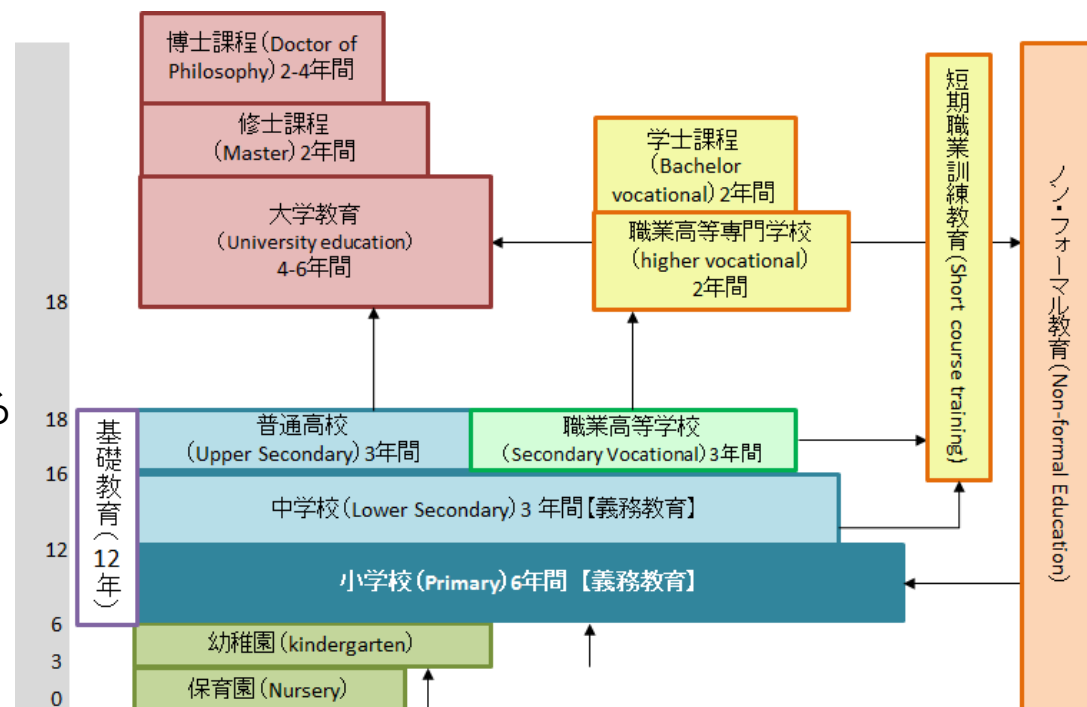 博士課程(Doctor of
Philosophy) 2-4年間
修士課程
(Master) 2年間
大学教育
(University education)
4-6年間
学士課程
(Bachelor
vocational) 2年間
職業高等専門学校
(higher vocational)
2年間
短期職業訓練教育(Short course training)
ノン・フォーマル教育(Non-formal Education)
18
る
18
基礎教育(12年)
普通高校
(Upper Secondary) 3年間
職業高等学校
(Secondary Vocational) 3年間
16
中学校(Lower Secondary) 3 年間【義務教育】
12
小学校(Primary) 6年間 【義務教育】
6
幼稚園(kindergarten)
3
保育園(Nursery)
0